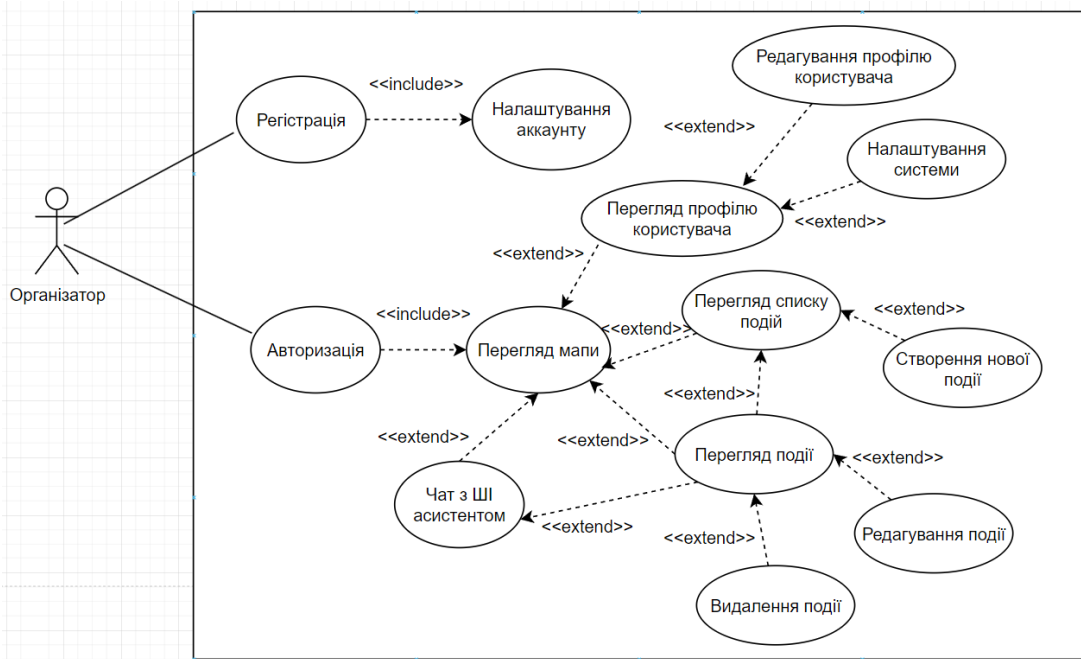 Редагування профілю
користувача
<<include>>
Регістрація
Налаштування
аккаунту
<<extend>>
Налаштування
системи
Перегляд профілю
користувача
<<extend>>
<<extend>>
Організатор
<<include>>
Перегляд списку
подій
<<extend>>
Авторизація
Перегляд мапи
Створення нової
події
<<extend>>
<<extend>>
<<extend>>
Перегляд події
<<extend>>
Чат з ШІ
асистентом
<<extend>>
<<extend>>
Редагування події
Видалення події